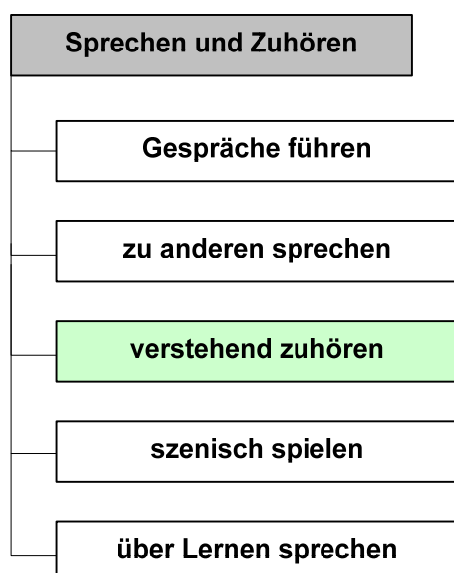 Sprechen und Zuhören
Gespräche führen
zu anderen sprechen
verstehend zuhören
szenisch spielen
über Lernen sprechen